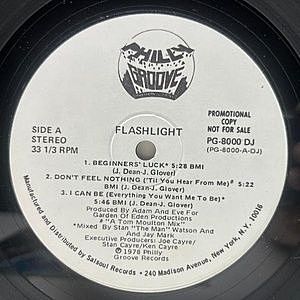 PHILLY
GROOVE
PROMOTIONAL
COPY
NOT FOR SALE
SIDE A
STEREO
33 1/3 RPM
FLASHLIGHT
PG-8000 DJ
(PG-8000-A-DJ)
1. BEGINNERS' LUCK* 5:28 BMI
(J. Dean-J. Glover)
2. DON'T FEEL NOTHING ('Til You Hear From Me)# 5:22
BMI (J. Dean-J. Glover)
3. I CAN BE (Everything You Want Me To Be)*
5:46 BMI (J. Dean-J. Glover)
Produced by Adam And Eve For
Garden Of Eden Productions
* "A Tom Moulton Mix"
# Mixed by Stan "The Man" Watson And
And Jay Mark
Executive Producers: Joe Cayre/
Stan Cayre/Ken Cayre
℗ 1978 Philly
Groove Records
Manufactured and Distributed by Salsoul Records • 240 Madison Avenue, New York, N.Y. 10016